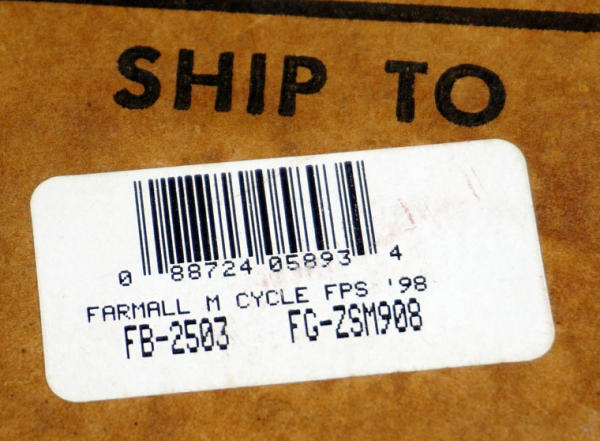 SHIP TO
0 88724 05893 4
FARMALL M CYCLE FPS '98
FB-2503 FG-ZSM908